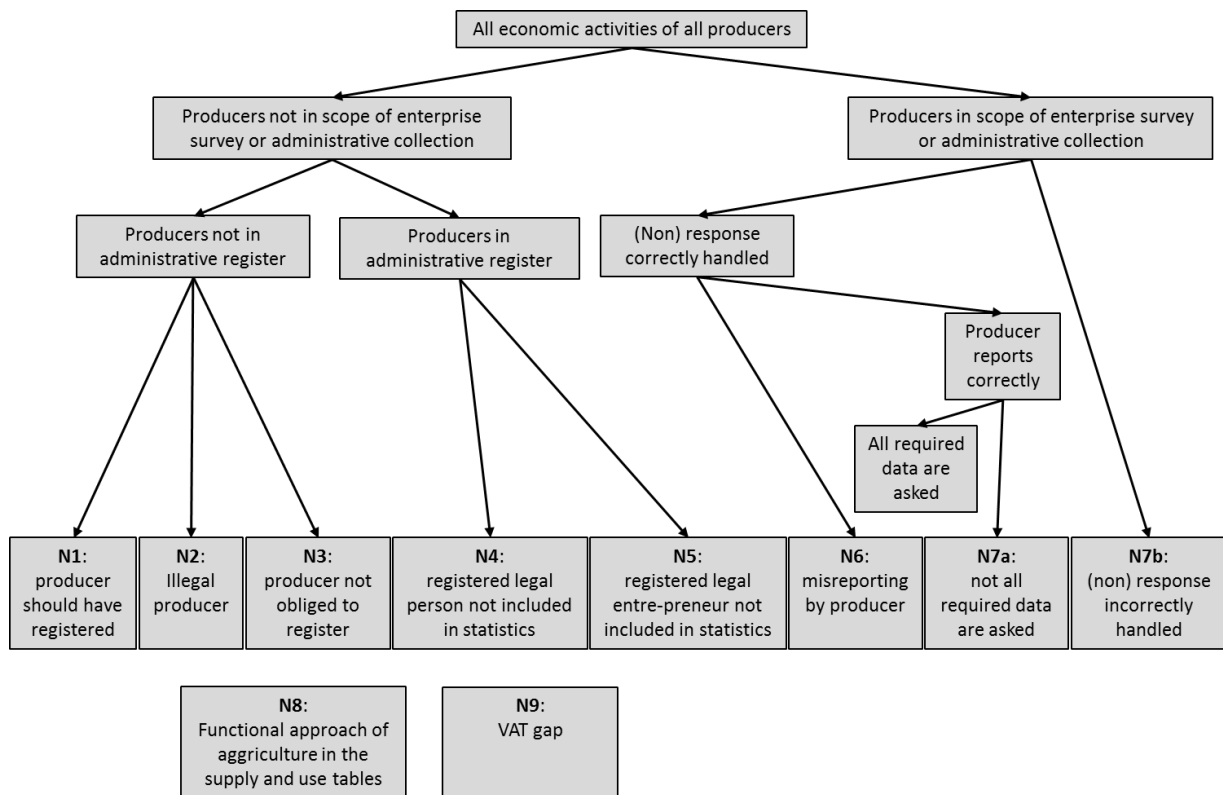 All economic activities of all producers
Producers not in scope of enterprise
survey or administrative collection
Producers in scope of enterprise survey
or administrative collection
Producers not in
administrative register
Producers in
administrative register
(Non) response
correctly handled
Producer
reports
correctly
All required
data are
asked
N1:
producer
should have
registered
N2:
Illegal
producer
N3:
producer not
obliged to
register
N4:
registered legal
person not included
in statistics
N5:
registered legal
entre-preneur not
included in statistics
N6:
misreporting
by producer
N7a:
not all
required data
are asked
N7b:
(non) response
incorrectly
handled
N8:
Functional approach of
aggriculture in the
supply and use tables
N9:
VAT gap